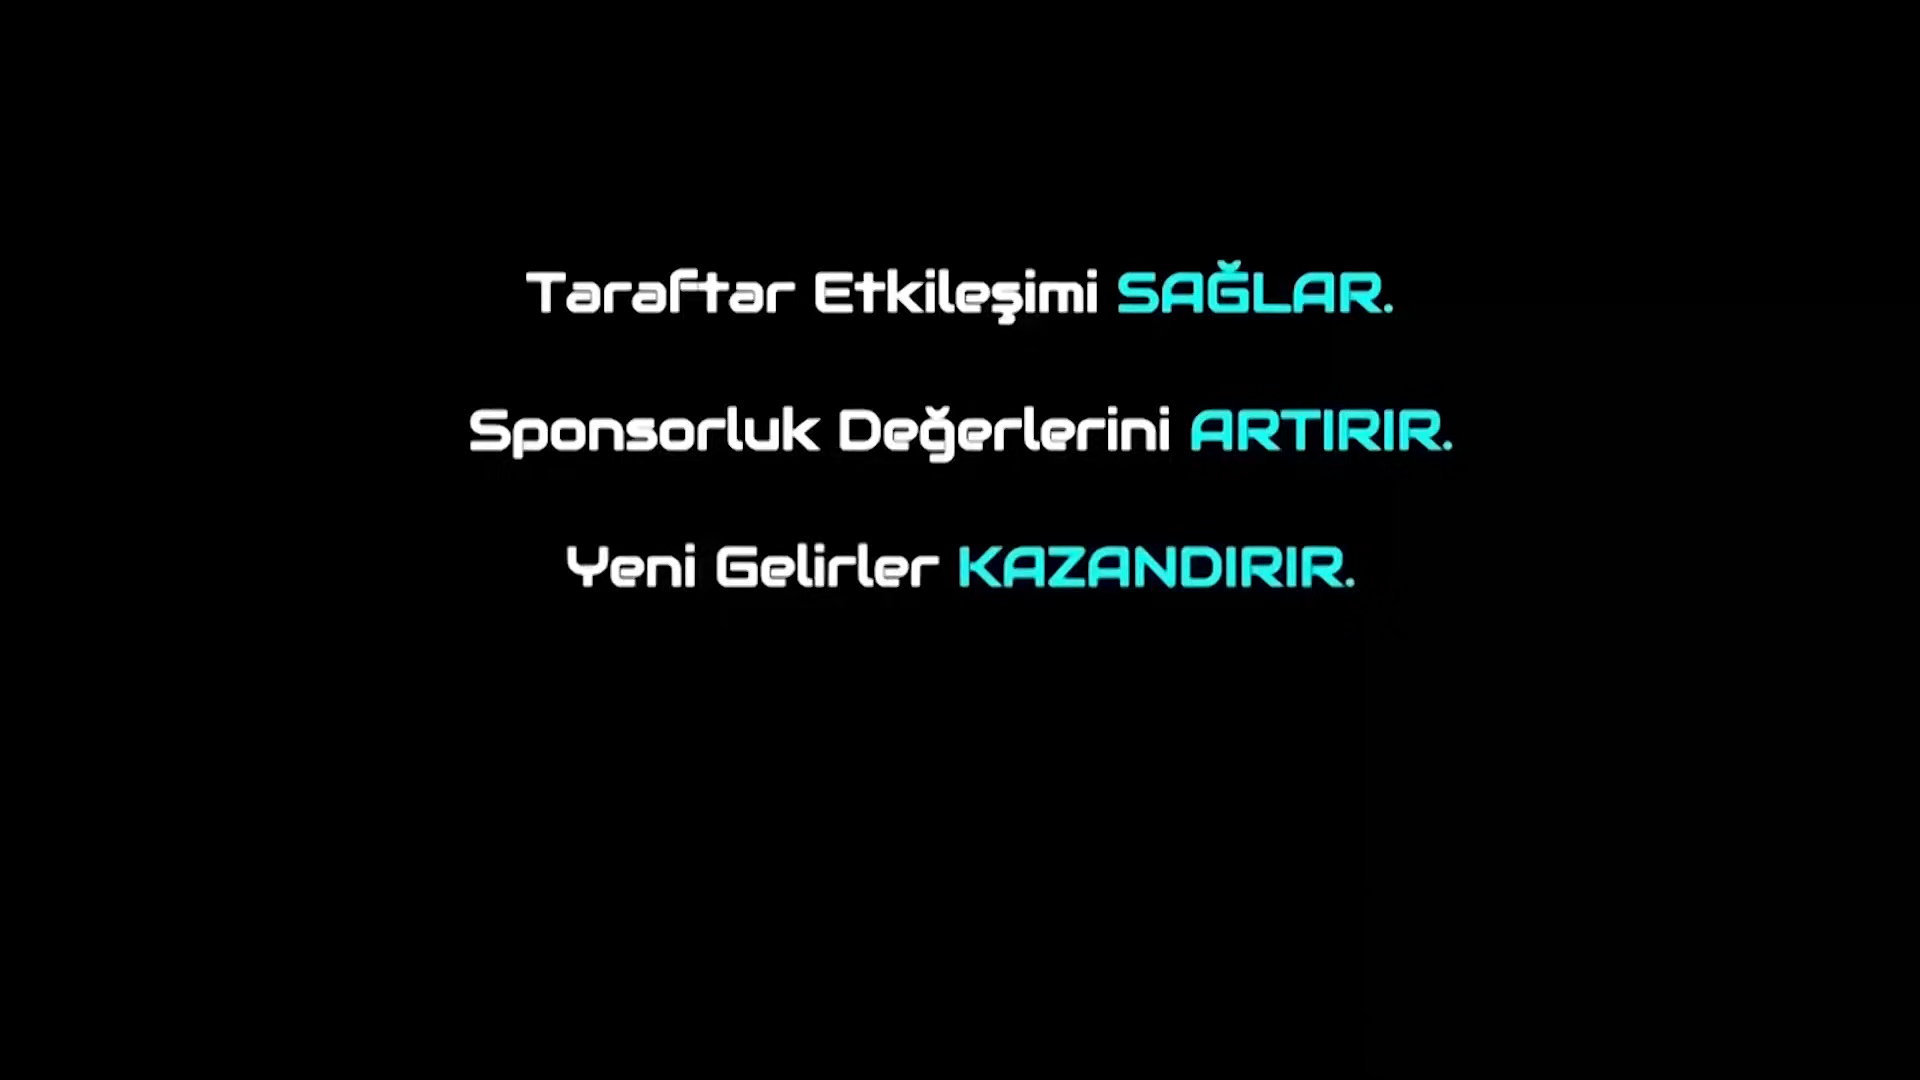 Taraftar Etkileşimi SAĞLAR.
Sponsorluk Değerlerini ARTIRIR.
Yeni Gelirler KAZANDIRIR.